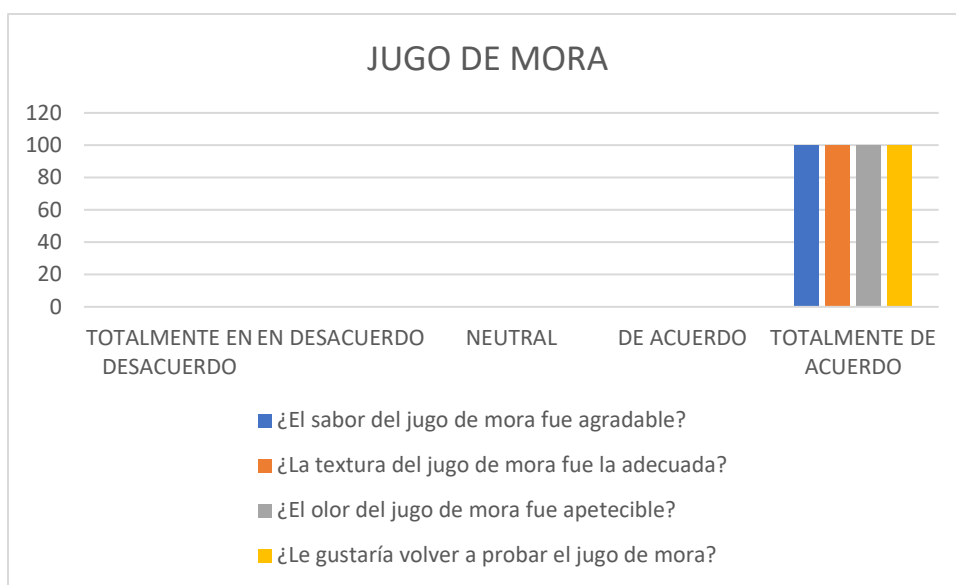 JUGO DE MORA
120
100
80
60
40
20
0
TOTALMENTE EN EN DESACUERDO NEUTRAL DE ACUERDO TOTALMENTE DE
DESACUERDO ACUERDO
¿El sabor del jugo de mora fue agradable?
¿La textura del jugo de mora fue la adecuada?
¿El olor del jugo de mora fue apetecible?
¿Le gustaría volver a probar el jugo de mora?